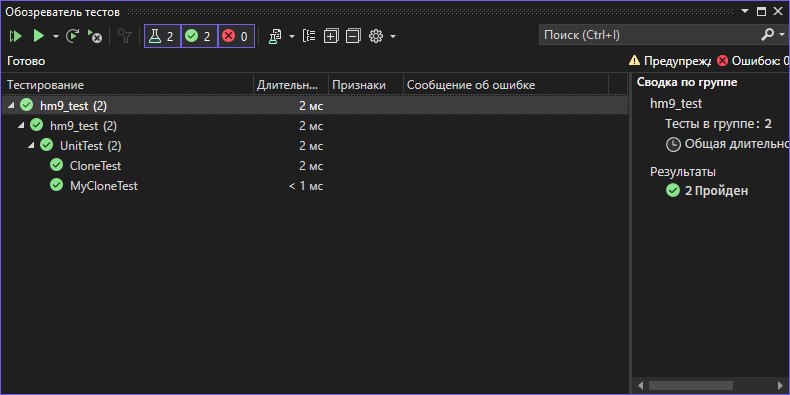 Обозреватель тестов
2 2 0
Поиск (Ctrl+I)
Готово
Предупрежд Ошибок: 0
Тестирование Длительн... Признаки Сообщение об ошибке
hm9_test (2) 2 мс
hm9_test (2) 2 мс
UnitTest (2) 2 мс
CloneTest 2 мс
MyCloneTest < 1 мс
Сводка по группе
hm9_test
Тесты в группе: 2
Общая длительно
Результаты
2 Пройден